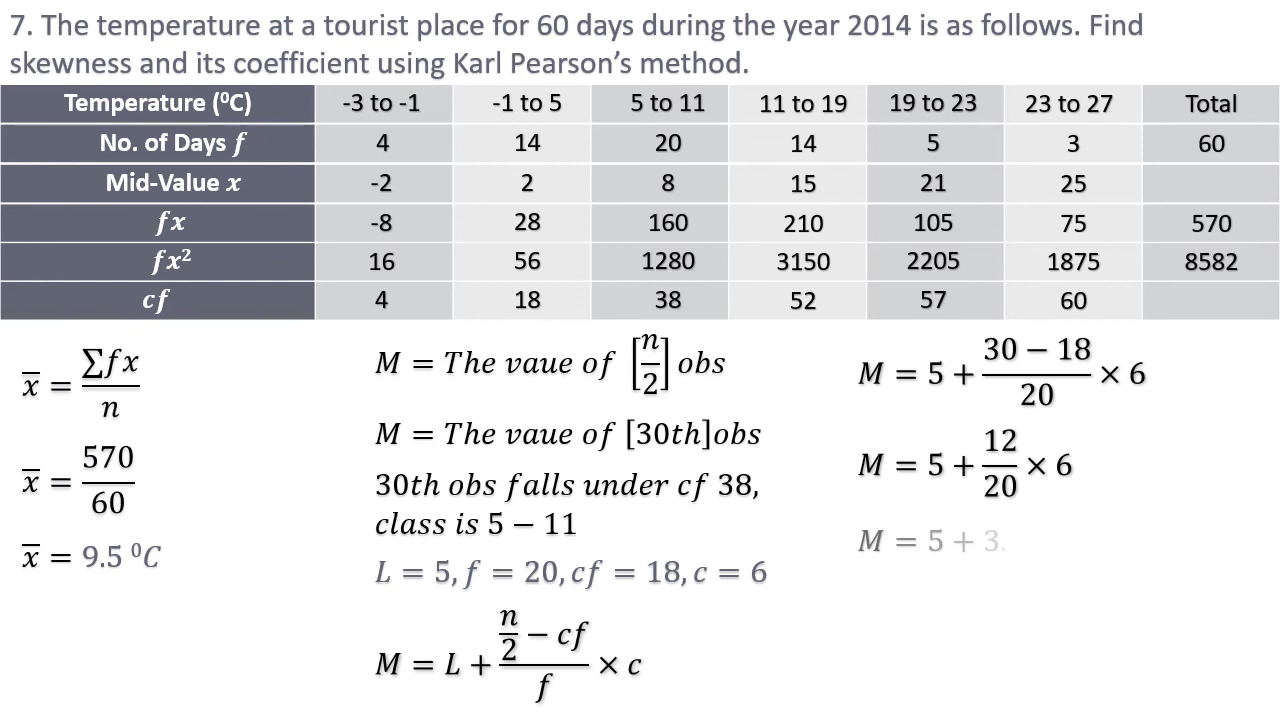 7. The temperature at a tourist place for 60 days during the year 2014 is as follows. Find
skewness and its coefficient using Karl Pearson’s method.
Temperature (⁰C) -3 to -1 -1 to 5 5 to 11 11 to 19 19 to 23 23 to 27 Total
No. of Days f 4 14 20 14 5 3 60
Mid-Value x -2 2 8 15 21 25
fx -8 28 160 210 105 75 570
fx² 16 56 1280 3150 2205 1875 8582
cf 4 18 38 52 57 60
x̅ = ∑fx / n
x̅ = 570 / 60
x̅ = 9.5 ⁰C
M = The vaue of [n/2] obs
M = The vaue of [30th]obs
30th obs falls under cf 38,
class is 5 − 11
L = 5, f = 20, cf = 18, c = 6
M = L + (n/2 − cf) / f × c
M = 5 + (30 − 18) / 20 × 6
M = 5 + 12 / 20 × 6
M = 5 + 3.